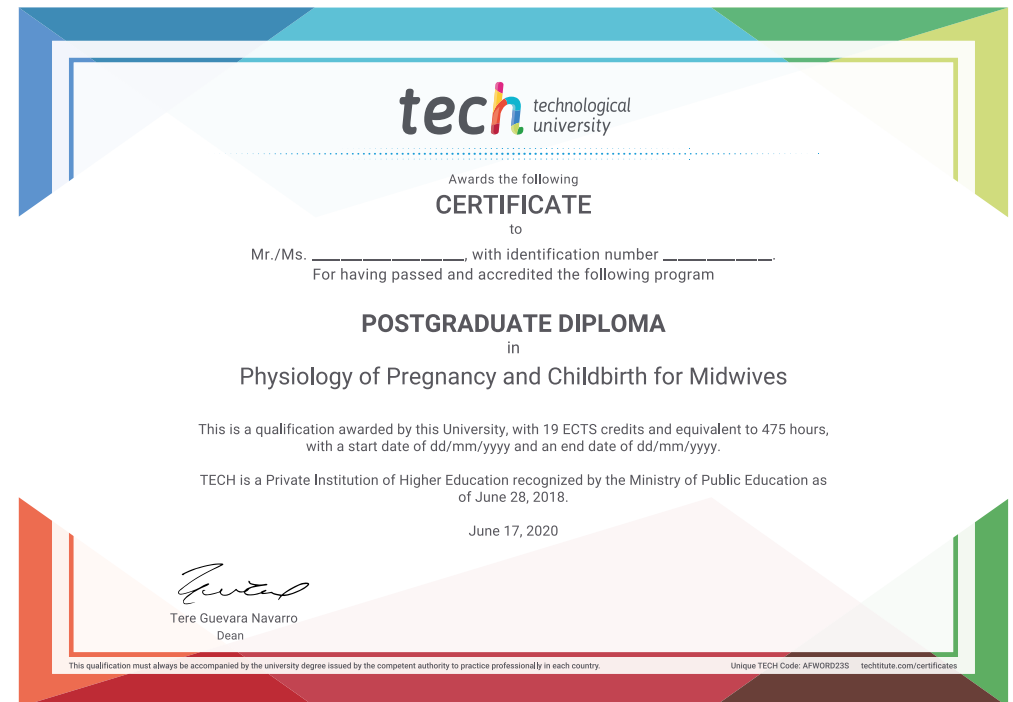 tech technological
university
Awards the following
CERTIFICATE
to
Mr./Ms. __________________, with identification number _____________.
For having passed and accredited the following program
POSTGRADUATE DIPLOMA
in
Physiology of Pregnancy and Childbirth for Midwives
This is a qualification awarded by this University, with 19 ECTS credits and equivalent to 475 hours,
with a start date of dd/mm/yyyy and an end date of dd/mm/yyyy.
TECH is a Private Institution of Higher Education recognized by the Ministry of Public Education as
of June 28, 2018.
June 17, 2020
Tere Guevara Navarro
Dean
This qualification must always be accompanied by the university degree issued by the competent authority to practice professionally in each country.
Unique TECH Code: AFWORD23S techtitute.com/certificates